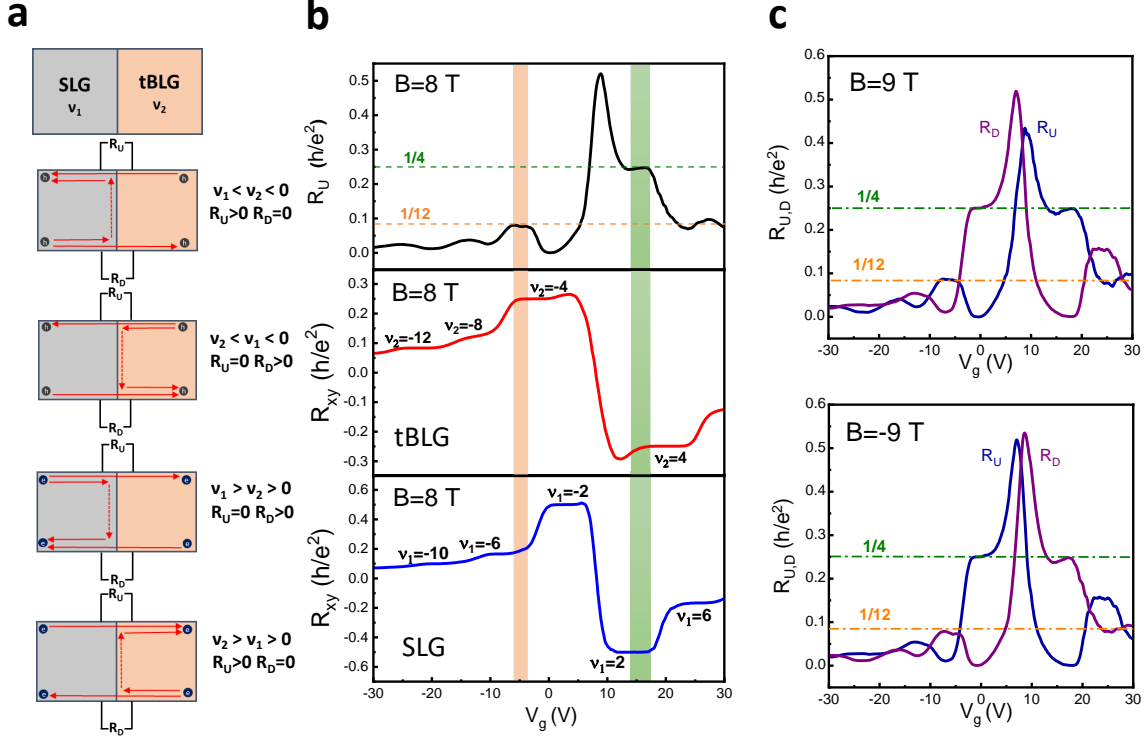 a
SLG
ν1
tBLG
ν2
RU
h
h
h
h
ν1 < ν2 < 0
RU>0 RD=0
RD
RU
h
h
h
h
ν2 < ν1 < 0
RU=0 RD>0
RD
RU
e
e
e
e
ν1 > ν2 > 0
RU=0 RD>0
RD
RU
e
e
e
e
ν2 > ν1 > 0
RU>0 RD=0
RD
b
B=8 T
1/4
1/12
RU (h/e²)
0.5
0.4
0.3
0.2
0.1
0.0
B=8 T
ν2=-4
ν2=-8
ν2=-12
Rxy (h/e²)
0.3
0.2
0.1
0.0
-0.1
-0.2
-0.3
tBLG
ν2=4
B=8 T
ν1=-2
ν1=-6
ν1=-10
Rxy (h/e²)
0.6
0.4
0.2
0.0
-0.2
-0.4
-0.6
SLG
ν1=2
ν1=6
-30 -20 -10 0 10 20 30
Vg (V)
c
B=9 T
RD RU
1/4
1/12
RU,D (h/e²)
0.6
0.5
0.4
0.3
0.2
0.1
0.0
-30 -20 -10 0 10 20 30
Vg (V)
B=-9 T
RU RD
1/4
1/12
RU,D (h/e²)
0.6
0.5
0.4
0.3
0.2
0.1
0.0
-30 -20 -10 0 10 20 30
Vg (V)